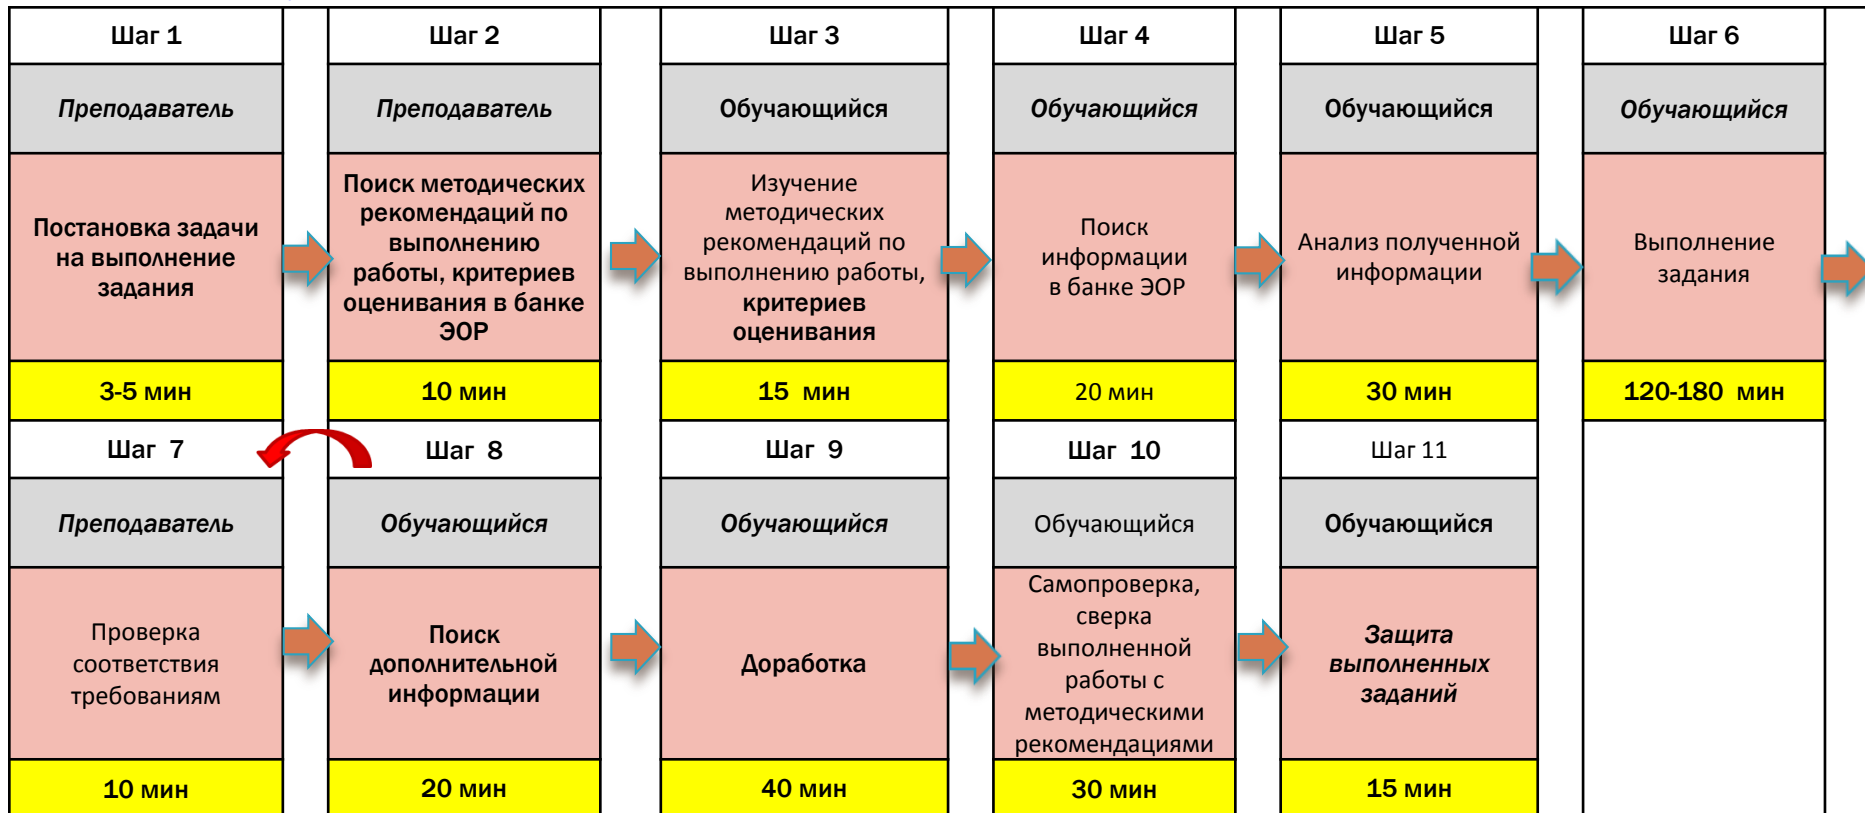 Шаг 1
Шаг 2
Шаг 3
Шаг 4
Шаг 5
Шаг 6
Преподаватель
Преподаватель
Обучающийся
Обучающийся
Обучающийся
Обучающийся
Постановка задачи
на выполнение
задания
Поиск методических
рекомендаций по
выполнению
работы, критериев
оценивания в банке
ЭОР
Изучение
методических
рекомендаций по
выполнению работы,
критериев
оценивания
Поиск
информации
в банке ЭОР
Анализ полученной
информации
Выполнение
задания
3-5 мин
10 мин
15 мин
20 мин
30 мин
120-180 мин
Шаг 7
Шаг 8
Шаг 9
Шаг 10
Шаг 11
Преподаватель
Обучающийся
Обучающийся
Обучающийся
Обучающийся
Проверка
соответствия
требованиям
Поиск
дополнительной
информации
Доработка
Самопроверка,
сверка
выполненной
работы с
методическими
рекомендациями
Защита
выполненных
заданий
10 мин
20 мин
40 мин
30 мин
15 мин